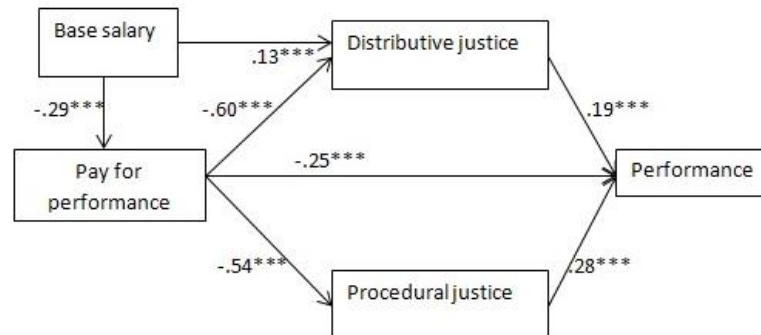 Base salary
Distributive justice
.13***
-.29***
-.60***
.19***
-.25***
Pay for
performance
Performance
-.54***
.28***
Procedural justice